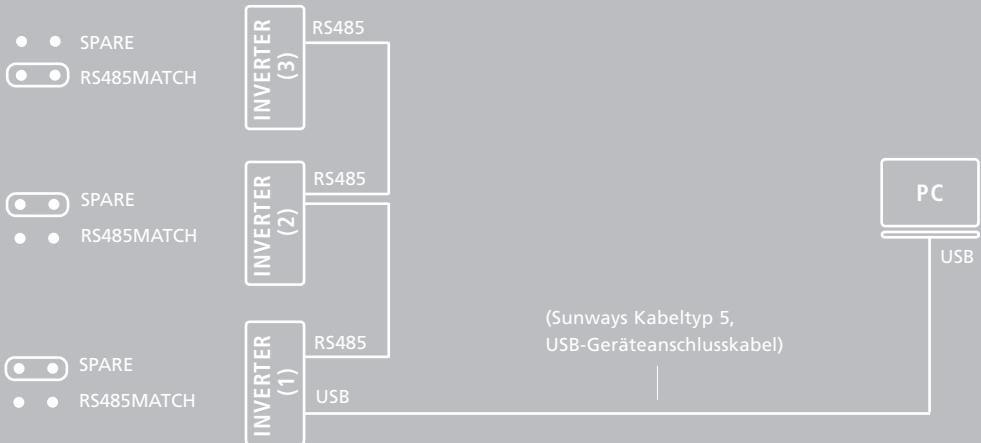 SPARE
RS485MATCH
INVERTER
(3)
RS485
SPARE
RS485MATCH
INVERTER
(2)
RS485
PC
USB
(Sunways Kabeltyp 5,
USB-Geräteanschlusskabel)
SPARE
RS485MATCH
INVERTER
(1)
RS485
USB